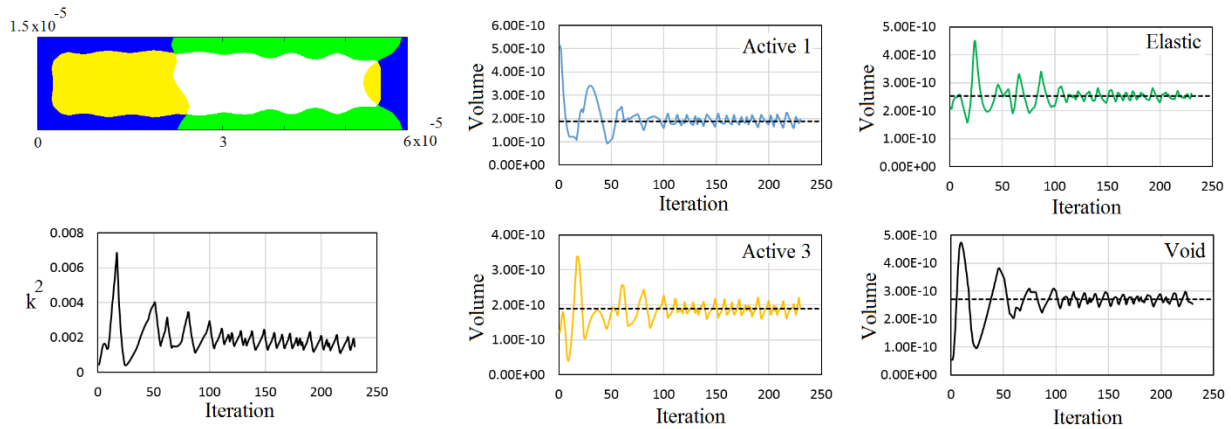 1.5x10^-5
0 3 6x10^-5
k^2
0.008
0.006
0.004
0.002
0
0 50 100 150 200 250
Iteration
Active 1
Volume
6.00E-10
5.00E-10
4.00E-10
3.00E-10
2.00E-10
1.00E-10
0.00E+00
0 50 100 150 200 250
Iteration
Active 3
Volume
4.00E-10
3.00E-10
2.00E-10
1.00E-10
0.00E+00
0 50 100 150 200 250
Iteration
Elastic
Volume
5.00E-10
4.00E-10
3.00E-10
2.00E-10
1.00E-10
0.00E+00
0 50 100 150 200 250
Iteration
Void
Volume
5.00E-10
4.00E-10
3.00E-10
2.00E-10
1.00E-10
0.00E+00
0 50 100 150 200 250
Iteration